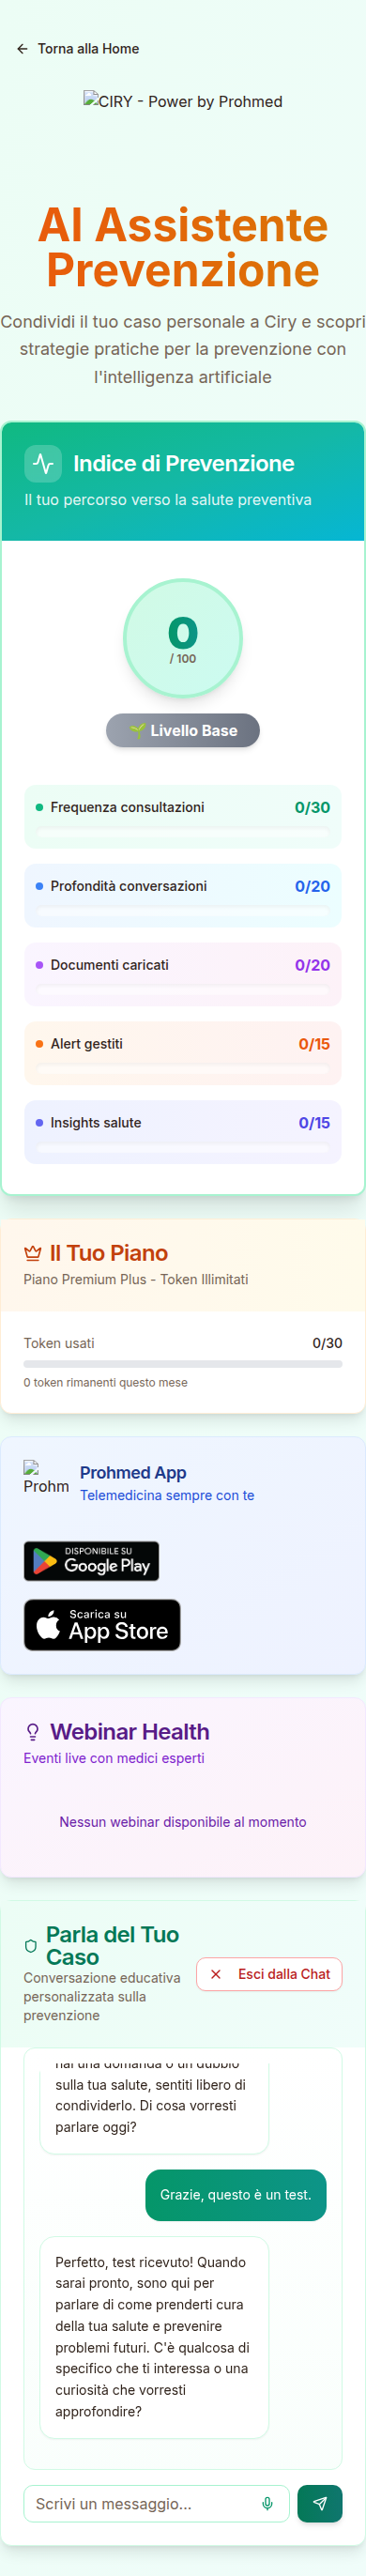 Torna alla Home
CIRY - Power by Prohmed
AI Assistente
Prevenzione
Condividi il tuo caso personale a Ciry e scopri
strategie pratiche per la prevenzione con
l'intelligenza artificiale
Indice di Prevenzione
Il tuo percorso verso la salute preventiva
0
/ 100
🌱 Livello Base
Frequenza consultazioni 0/30
Profondità conversazioni 0/20
Documenti caricati 0/20
Alert gestiti 0/15
Insights salute 0/15
Il Tuo Piano
Piano Premium Plus - Token Illimitati
Token usati 0/30
0 token rimanenti questo mese
Prohm
Prohmed App
Telemedicina sempre con te
DISPONIBILE SU
Google Play
Scarica su
App Store
Webinar Health
Eventi live con medici esperti
Nessun webinar disponibile al momento
Parla del Tuo
Caso
Conversazione educativa
personalizzata sulla
prevenzione
Esci dalla Chat
hai una domanda o un dubbio
sulla tua salute, sentiti libero di
condividerlo. Di cosa vorresti
parlare oggi?
Grazie, questo è un test.
Perfetto, test ricevuto! Quando
sarai pronto, sono qui per
parlare di come prenderti cura
della tua salute e prevenire
problemi futuri. C'è qualcosa di
specifico che ti interessa o una
curiosità che vorresti
approfondire?
Scrivi un messaggio...